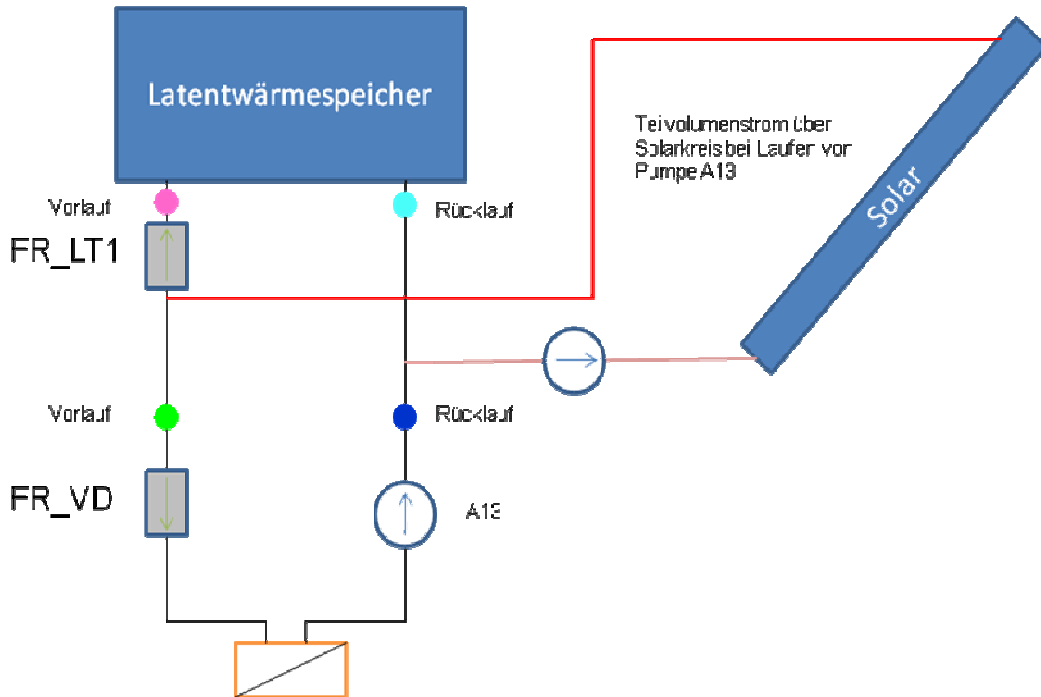 Latentwärmespeicher
Teilvolumenstrom über
Solarkreis bei Laufen von
Pumpe A13
Solar
Vorlauf
Rücklauf
FR_LT1
Vorlauf
Rücklauf
FR_VD
A13